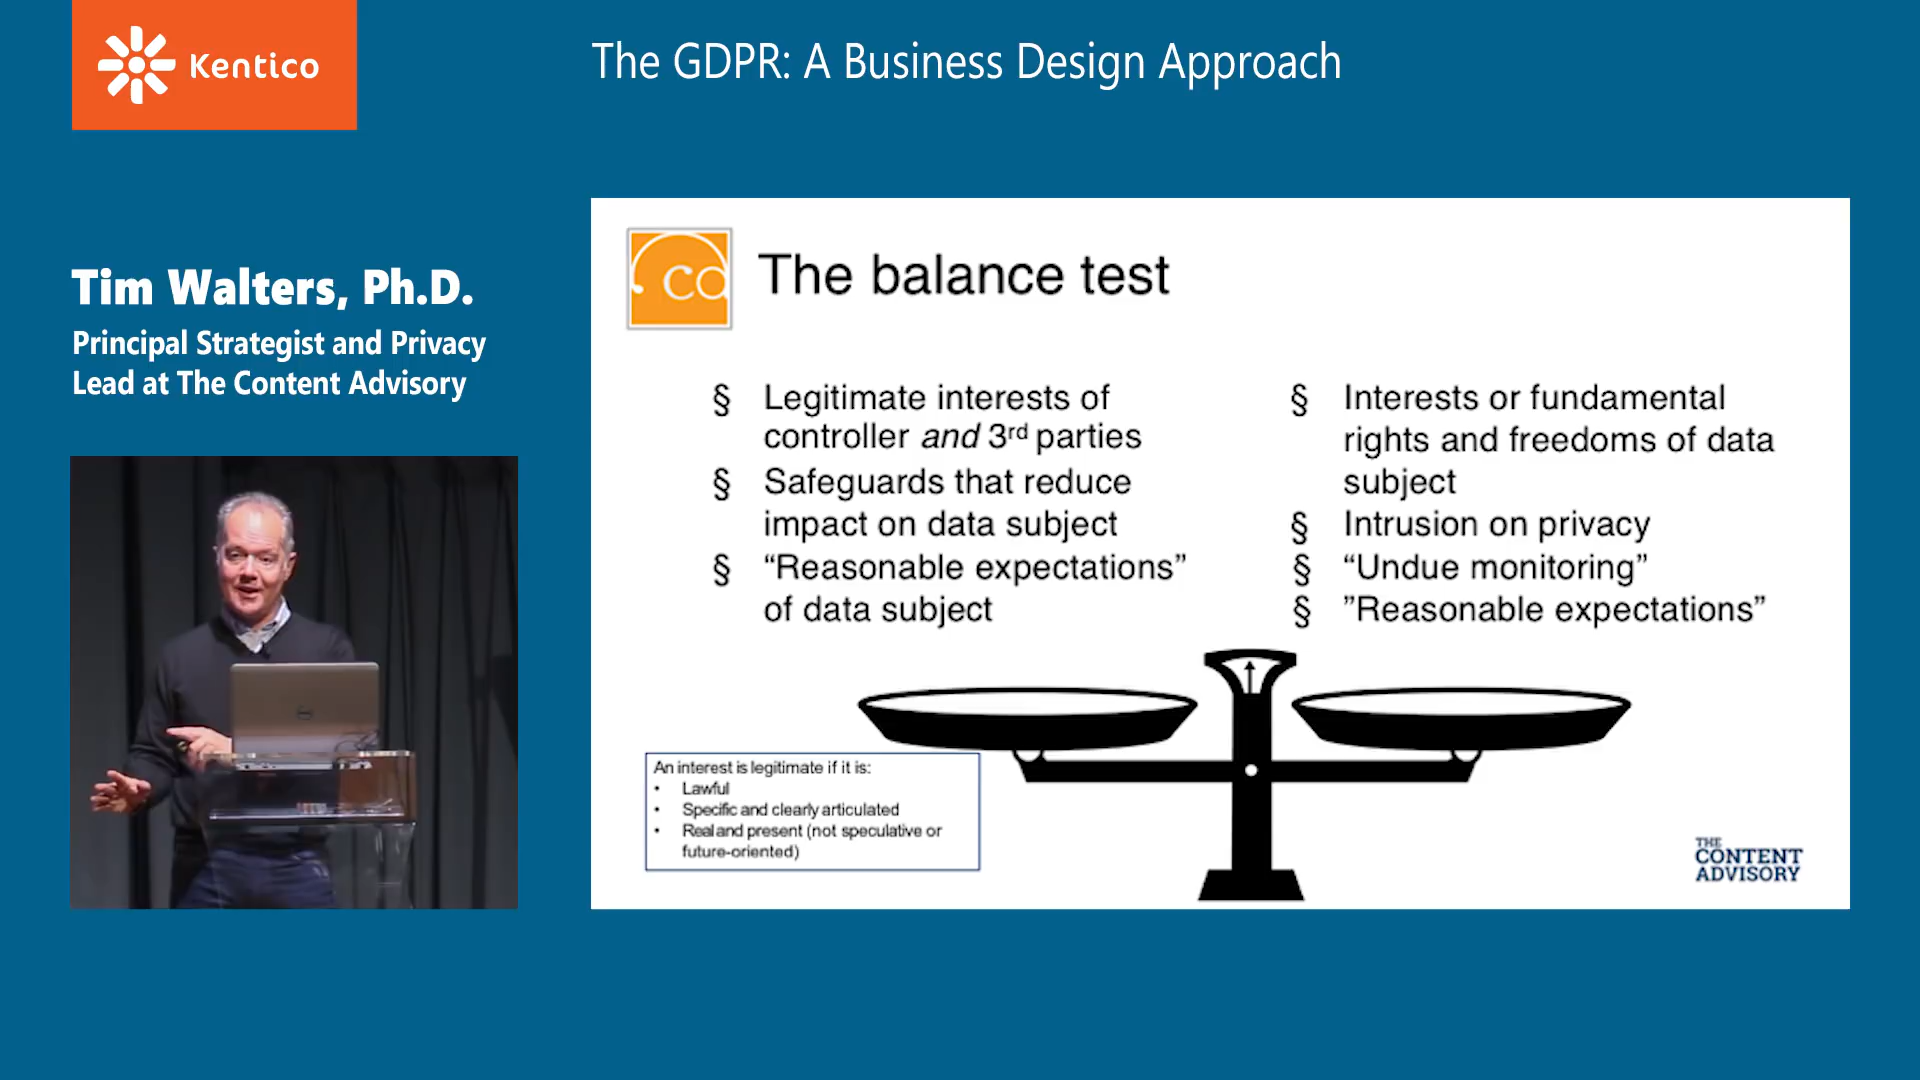 Kentico
The GDPR: A Business Design Approach
Tim Walters, Ph.D.
Principal Strategist and Privacy
Lead at The Content Advisory
.ca
The balance test
§ Legitimate interests of
controller and 3rd parties
§ Safeguards that reduce
impact on data subject
§ “Reasonable expectations”
of data subject
§ Interests or fundamental
rights and freedoms of data
subject
§ Intrusion on privacy
§ “Undue monitoring”
§ ”Reasonable expectations”
An interest is legitimate if it is:
• Lawful
• Specific and clearly articulated
• Real and present (not speculative or
future-oriented)
THE
CONTENT
ADVISORY